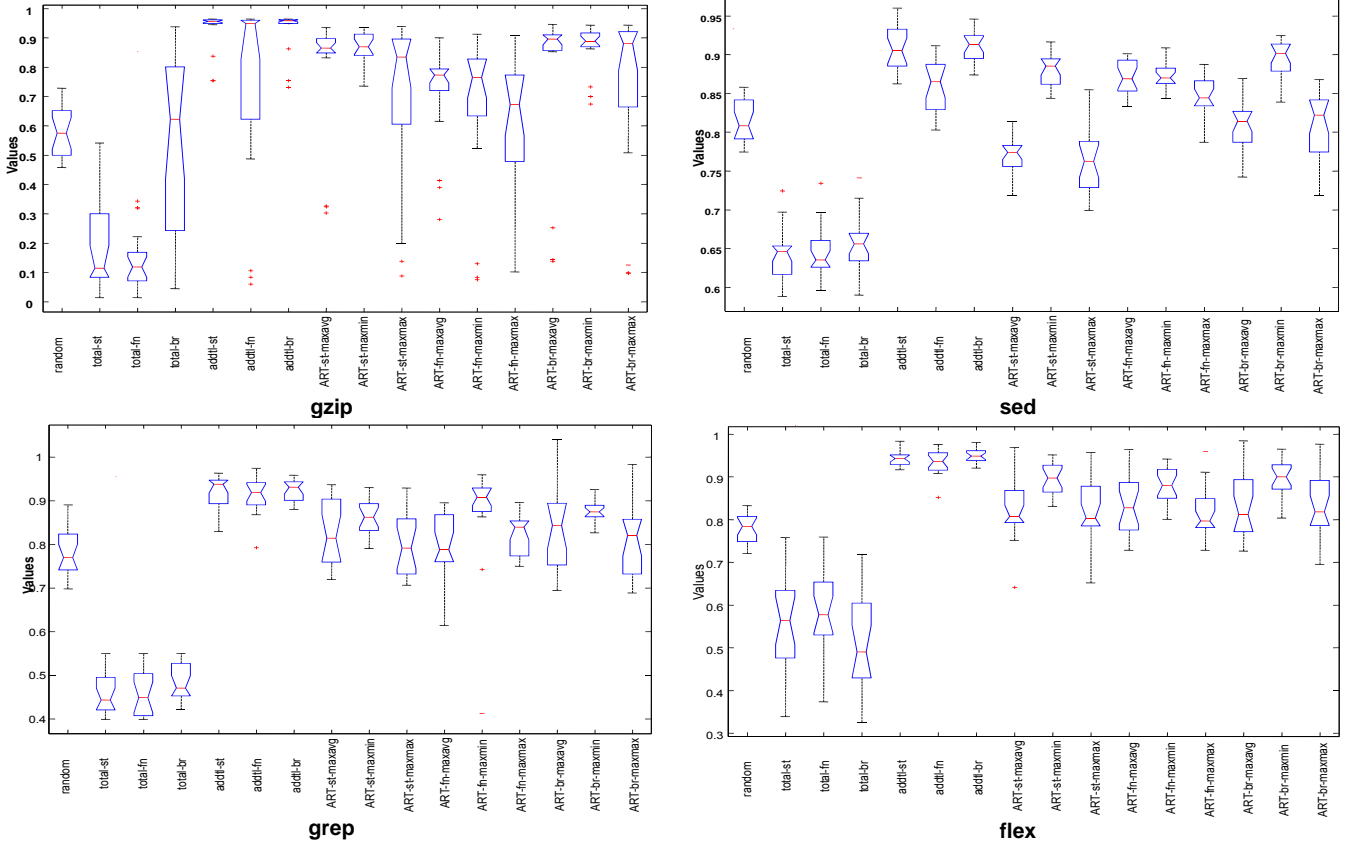 Values
1
0.9
0.8
0.7
0.6
0.5
0.4
0.3
0.2
0.1
0
random
total-st
total-fn
total-br
addtl-st
addtl-fn
addtl-br
ART-st-maxavg
ART-st-maxmin
ART-st-maxmax
ART-fn-maxavg
ART-fn-maxmin
ART-fn-maxmax
ART-br-maxavg
ART-br-maxmin
ART-br-maxmax
gzip
Values
0.95
0.9
0.85
0.8
0.75
0.7
0.65
0.6
random
total-st
total-fn
total-br
addtl-st
addtl-fn
addtl-br
ART-st-maxavg
ART-st-maxmin
ART-st-maxmax
ART-fn-maxavg
ART-fn-maxmin
ART-fn-maxmax
ART-br-maxavg
ART-br-maxmin
ART-br-maxmax
sed
Values
1
0.9
0.8
0.7
0.6
0.5
0.4
random
total-st
total-fn
total-br
addtl-st
addtl-fn
addtl-br
ART-st-maxavg
ART-st-maxmin
ART-st-maxmax
ART-fn-maxavg
ART-fn-maxmin
ART-fn-maxmax
ART-br-maxavg
ART-br-maxmin
ART-br-maxmax
grep
Values
1
0.9
0.8
0.7
0.6
0.5
0.4
0.3
random
total-st
total-fn
total-br
addtl-st
addtl-fn
addtl-br
ART-st-maxavg
ART-st-maxmin
ART-st-maxmax
ART-fn-maxavg
ART-fn-maxmin
ART-fn-maxmax
ART-br-maxavg
ART-br-maxmin
ART-br-maxmax
flex